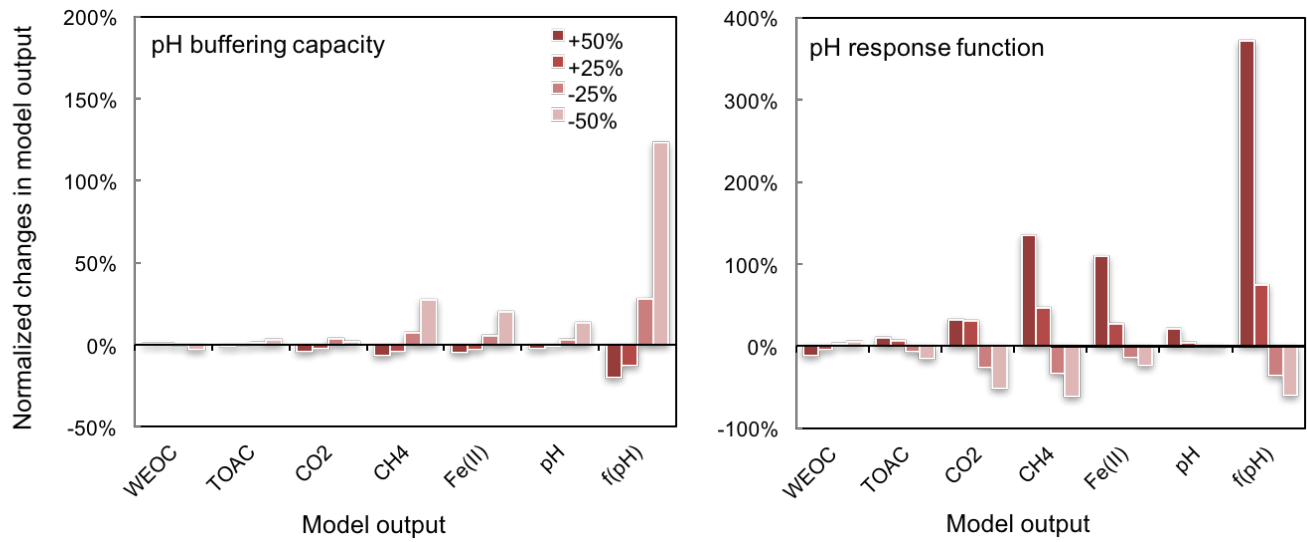 Normalized changes in model output
200%
150%
100%
50%
0%
-50%
pH buffering capacity
+50%
+25%
-25%
-50%
WEOC
TOAC
CO2
CH4
Fe(II)
pH
f(pH)
Model output
400%
300%
200%
100%
0%
-100%
pH response function
WEOC
TOAC
CO2
CH4
Fe(II)
pH
f(pH)
Model output